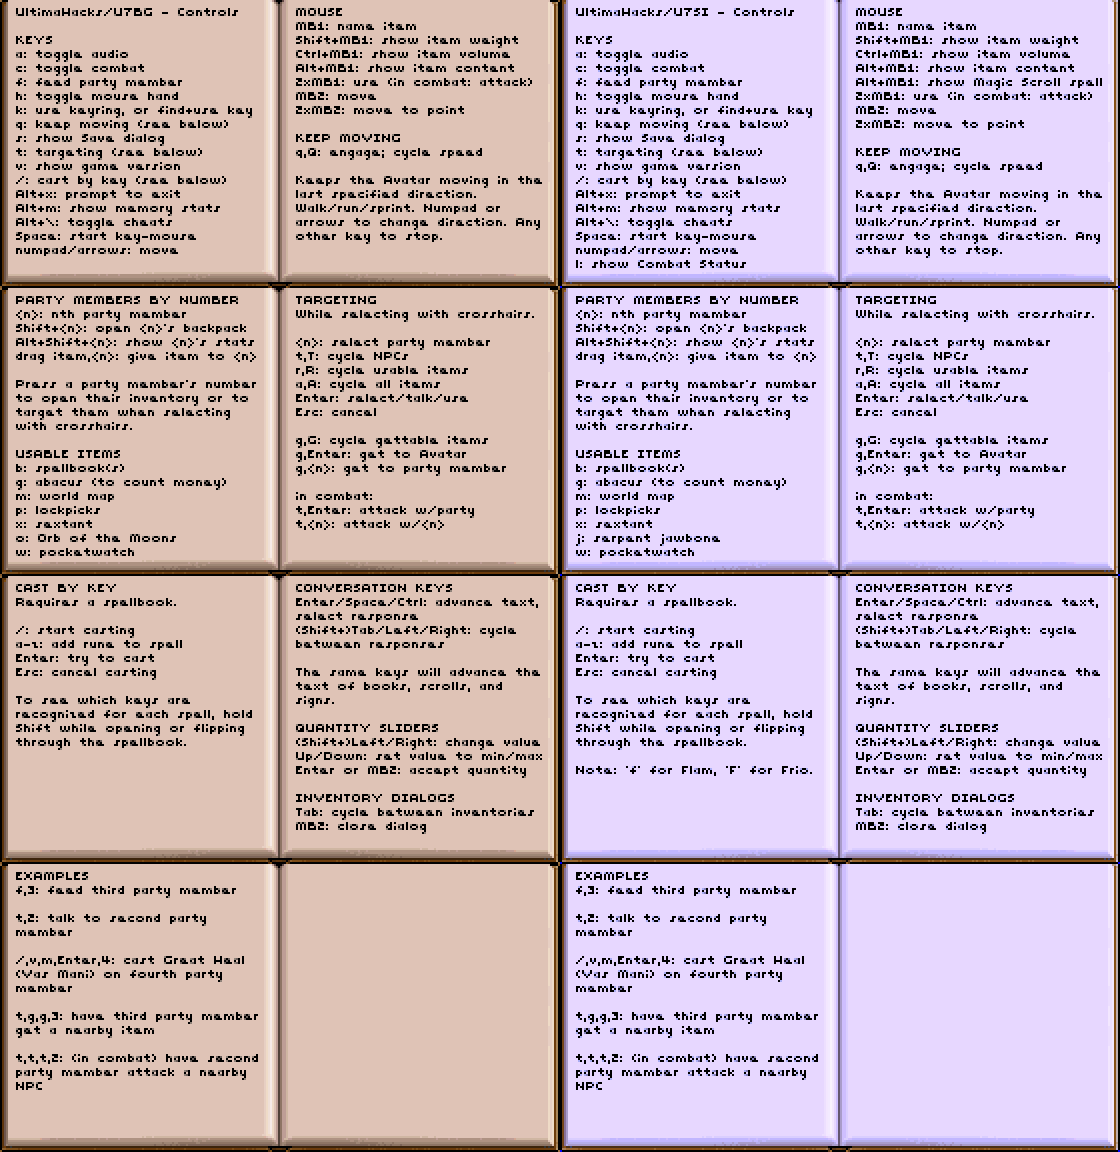 UltimaHacks/U7BG - Controls
KEYS
a: toggle audio
c: toggle combat
f: feed party member
h: toggle mouse hand
k: use keyring, or find+use key
q: keep moving (see below)
s: show Save dialog
t: targeting (see below)
v: show game version
/: cast by key (see below)
Alt+x: prompt to exit
Alt+m: show memory stats
Alt+\: toggle cheats
Space: start key-mouse
numpad/arrows: move
MOUSE
MB1: name item
Shift+MB1: show item weight
Ctrl+MB1: show item volume
Alt+MB1: show item content
2xMB1: use (in combat: attack)
MB2: move
2xMB2: move to point
KEEP MOVING
q,Q: engage; cycle speed
Keeps the Avatar moving in the
last specified direction.
Walk/run/sprint. Numpad or
arrows to change direction. Any
other key to stop.
UltimaHacks/U7SI - Controls
KEYS
a: toggle audio
c: toggle combat
f: feed party member
h: toggle mouse hand
k: use keyring, or find+use key
q: keep moving (see below)
s: show Save dialog
t: targeting (see below)
v: show game version
/: cast by key (see below)
Alt+x: prompt to exit
Alt+m: show memory stats
Alt+\: toggle cheats
Space: start key-mouse
numpad/arrows: move
l: show Combat Status
MOUSE
MB1: name item
Shift+MB1: show item weight
Ctrl+MB1: show item volume
Alt+MB1: show item content
Alt+MB1: show Magic Scroll spell
2xMB1: use (in combat: attack)
MB2: move
2xMB2: move to point
KEEP MOVING
q,Q: engage; cycle speed
Keeps the Avatar moving in the
last specified direction.
Walk/run/sprint. Numpad or
arrows to change direction. Any
other key to stop.
PARTY MEMBERS BY NUMBER
<n>: nth party member
Shift+<n>: open <n>'s backpack
Alt+Shift+<n>: show <n>'s stats
drag item,<n>: give item to <n>
Press a party member's number
to open their inventory or to
target them when selecting
with crosshairs.
USABLE ITEMS
b: spellbook(s)
g: abacus (to count money)
m: world map
p: lockpicks
x: sextant
o: Orb of the Moons
w: pocketwatch
TARGETING
While selecting with crosshairs.
<n>: select party member
t,T: cycle NPCs
r,R: cycle usable items
a,A: cycle all items
Enter: select/talk/use
Esc: cancel
g,G: cycle gettable items
g,Enter: get to Avatar
g,<n>: get to party member
in combat:
t,Enter: attack w/party
t,<n>: attack w/<n>
PARTY MEMBERS BY NUMBER
<n>: nth party member
Shift+<n>: open <n>'s backpack
Alt+Shift+<n>: show <n>'s stats
drag item,<n>: give item to <n>
Press a party member's number
to open their inventory or to
target them when selecting
with crosshairs.
USABLE ITEMS
b: spellbook(s)
g: abacus (to count money)
m: world map
p: lockpicks
x: sextant
j: serpent jawbone
w: pocketwatch
TARGETING
While selecting with crosshairs.
<n>: select party member
t,T: cycle NPCs
r,R: cycle usable items
a,A: cycle all items
Enter: select/talk/use
Esc: cancel
g,G: cycle gettable items
g,Enter: get to Avatar
g,<n>: get to party member
in combat:
t,Enter: attack w/party
t,<n>: attack w/<n>
CAST BY KEY
Requires a spellbook.
/: start casting
a-z: add rune to spell
Enter: try to cast
Esc: cancel casting
To see which keys are
recognized for each spell, hold
Shift while opening or flipping
through the spellbook.
CONVERSATION KEYS
Enter/Space/Ctrl: advance text,
select response
(Shift+)Tab/Left/Right: cycle
between responses
The same keys will advance the
text of books, scrolls, and
signs.
QUANTITY SLIDERS
(Shift+)Left/Right: change value
Up/Down: set value to min/max
Enter or MB2: accept quantity
INVENTORY DIALOGS
Tab: cycle between inventories
MB2: close dialog
CAST BY KEY
Requires a spellbook.
/: start casting
a-z: add rune to spell
Enter: try to cast
Esc: cancel casting
To see which keys are
recognized for each spell, hold
Shift while opening or flipping
through the spellbook.
Note: 'f' for Flam, 'F' for Frio.
CONVERSATION KEYS
Enter/Space/Ctrl: advance text,
select response
(Shift+)Tab/Left/Right: cycle
between responses
The same keys will advance the
text of books, scrolls, and
signs.
QUANTITY SLIDERS
(Shift+)Left/Right: change value
Up/Down: set value to min/max
Enter or MB2: accept quantity
INVENTORY DIALOGS
Tab: cycle between inventories
MB2: close dialog
EXAMPLES
f,3: feed third party member
t,2: talk to second party
member
/,v,m,Enter,4: cast Great Heal
(Vas Mani) on fourth party
member
t,g,g,3: have third party member
get a nearby item
t,t,t,2: (in combat) have second
party member attack a nearby
NPC
EXAMPLES
f,3: feed third party member
t,2: talk to second party
member
/,v,m,Enter,4: cast Great Heal
(Vas Mani) on fourth party
member
t,g,g,3: have third party member
get a nearby item
t,t,t,2: (in combat) have second
party member attack a nearby
NPC